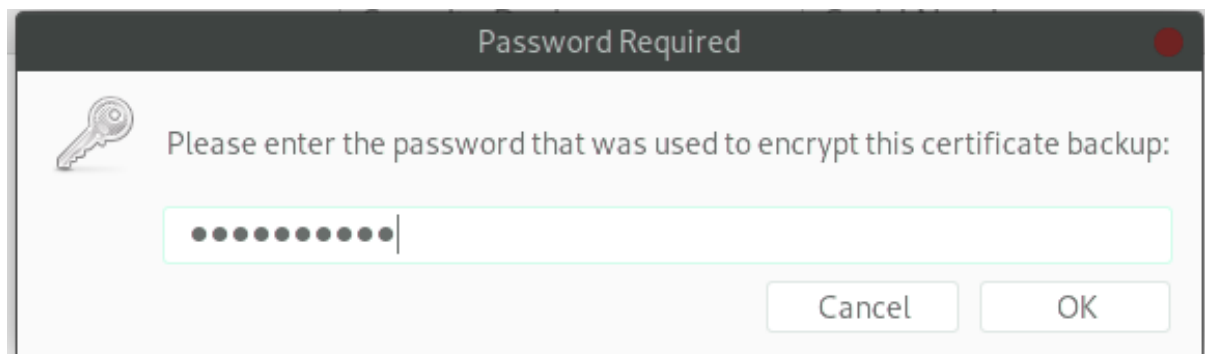 Password Required
Please enter the password that was used to encrypt this certificate backup:
●●●●●●●●●●
Cancel OK